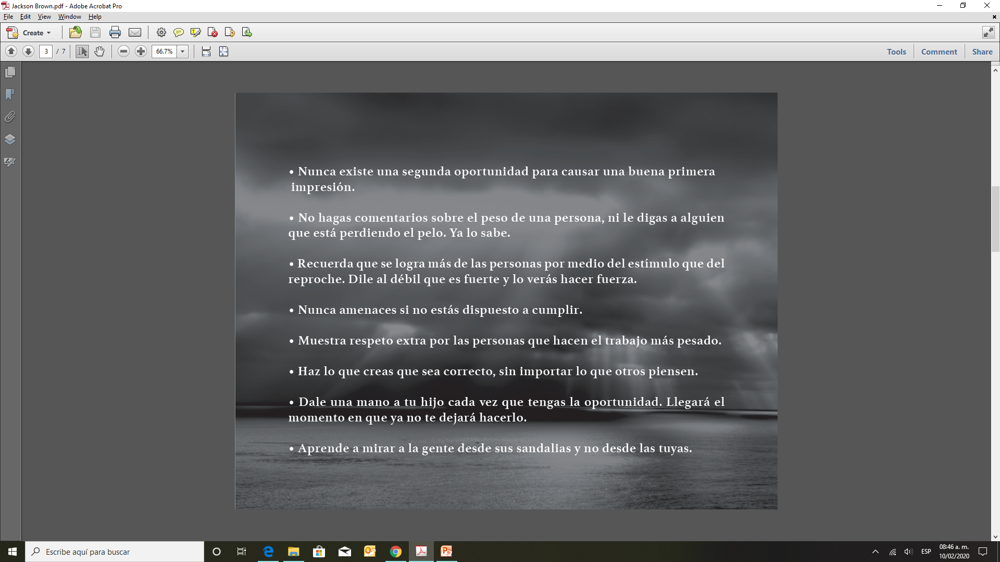 Jackson Brown.pdf - Adobe Acrobat Pro
File Edit View Window Help
Create
3 / 7 66.7% Tools Comment Share
• Nunca existe una segunda oportunidad para causar una buena primera
impresión.
• No hagas comentarios sobre el peso de una persona, ni le digas a alguien
que está perdiendo el pelo. Ya lo sabe.
• Recuerda que se logra más de las personas por medio del estímulo que del
reproche. Dile al débil que es fuerte y lo verás hacer fuerza.
• Nunca amenaces si no estás dispuesto a cumplir.
• Muestra respeto extra por las personas que hacen el trabajo más pesado.
• Haz lo que creas que sea correcto, sin importar lo que otros piensen.
• Dale una mano a tu hijo cada vez que tengas la oportunidad. Llegará el
momento en que ya no te dejará hacerlo.
• Aprende a mirar a la gente desde sus sandalias y no desde las tuyas.
Escribe aquí para buscar
ESP
08:46 a. m.
10/02/2020